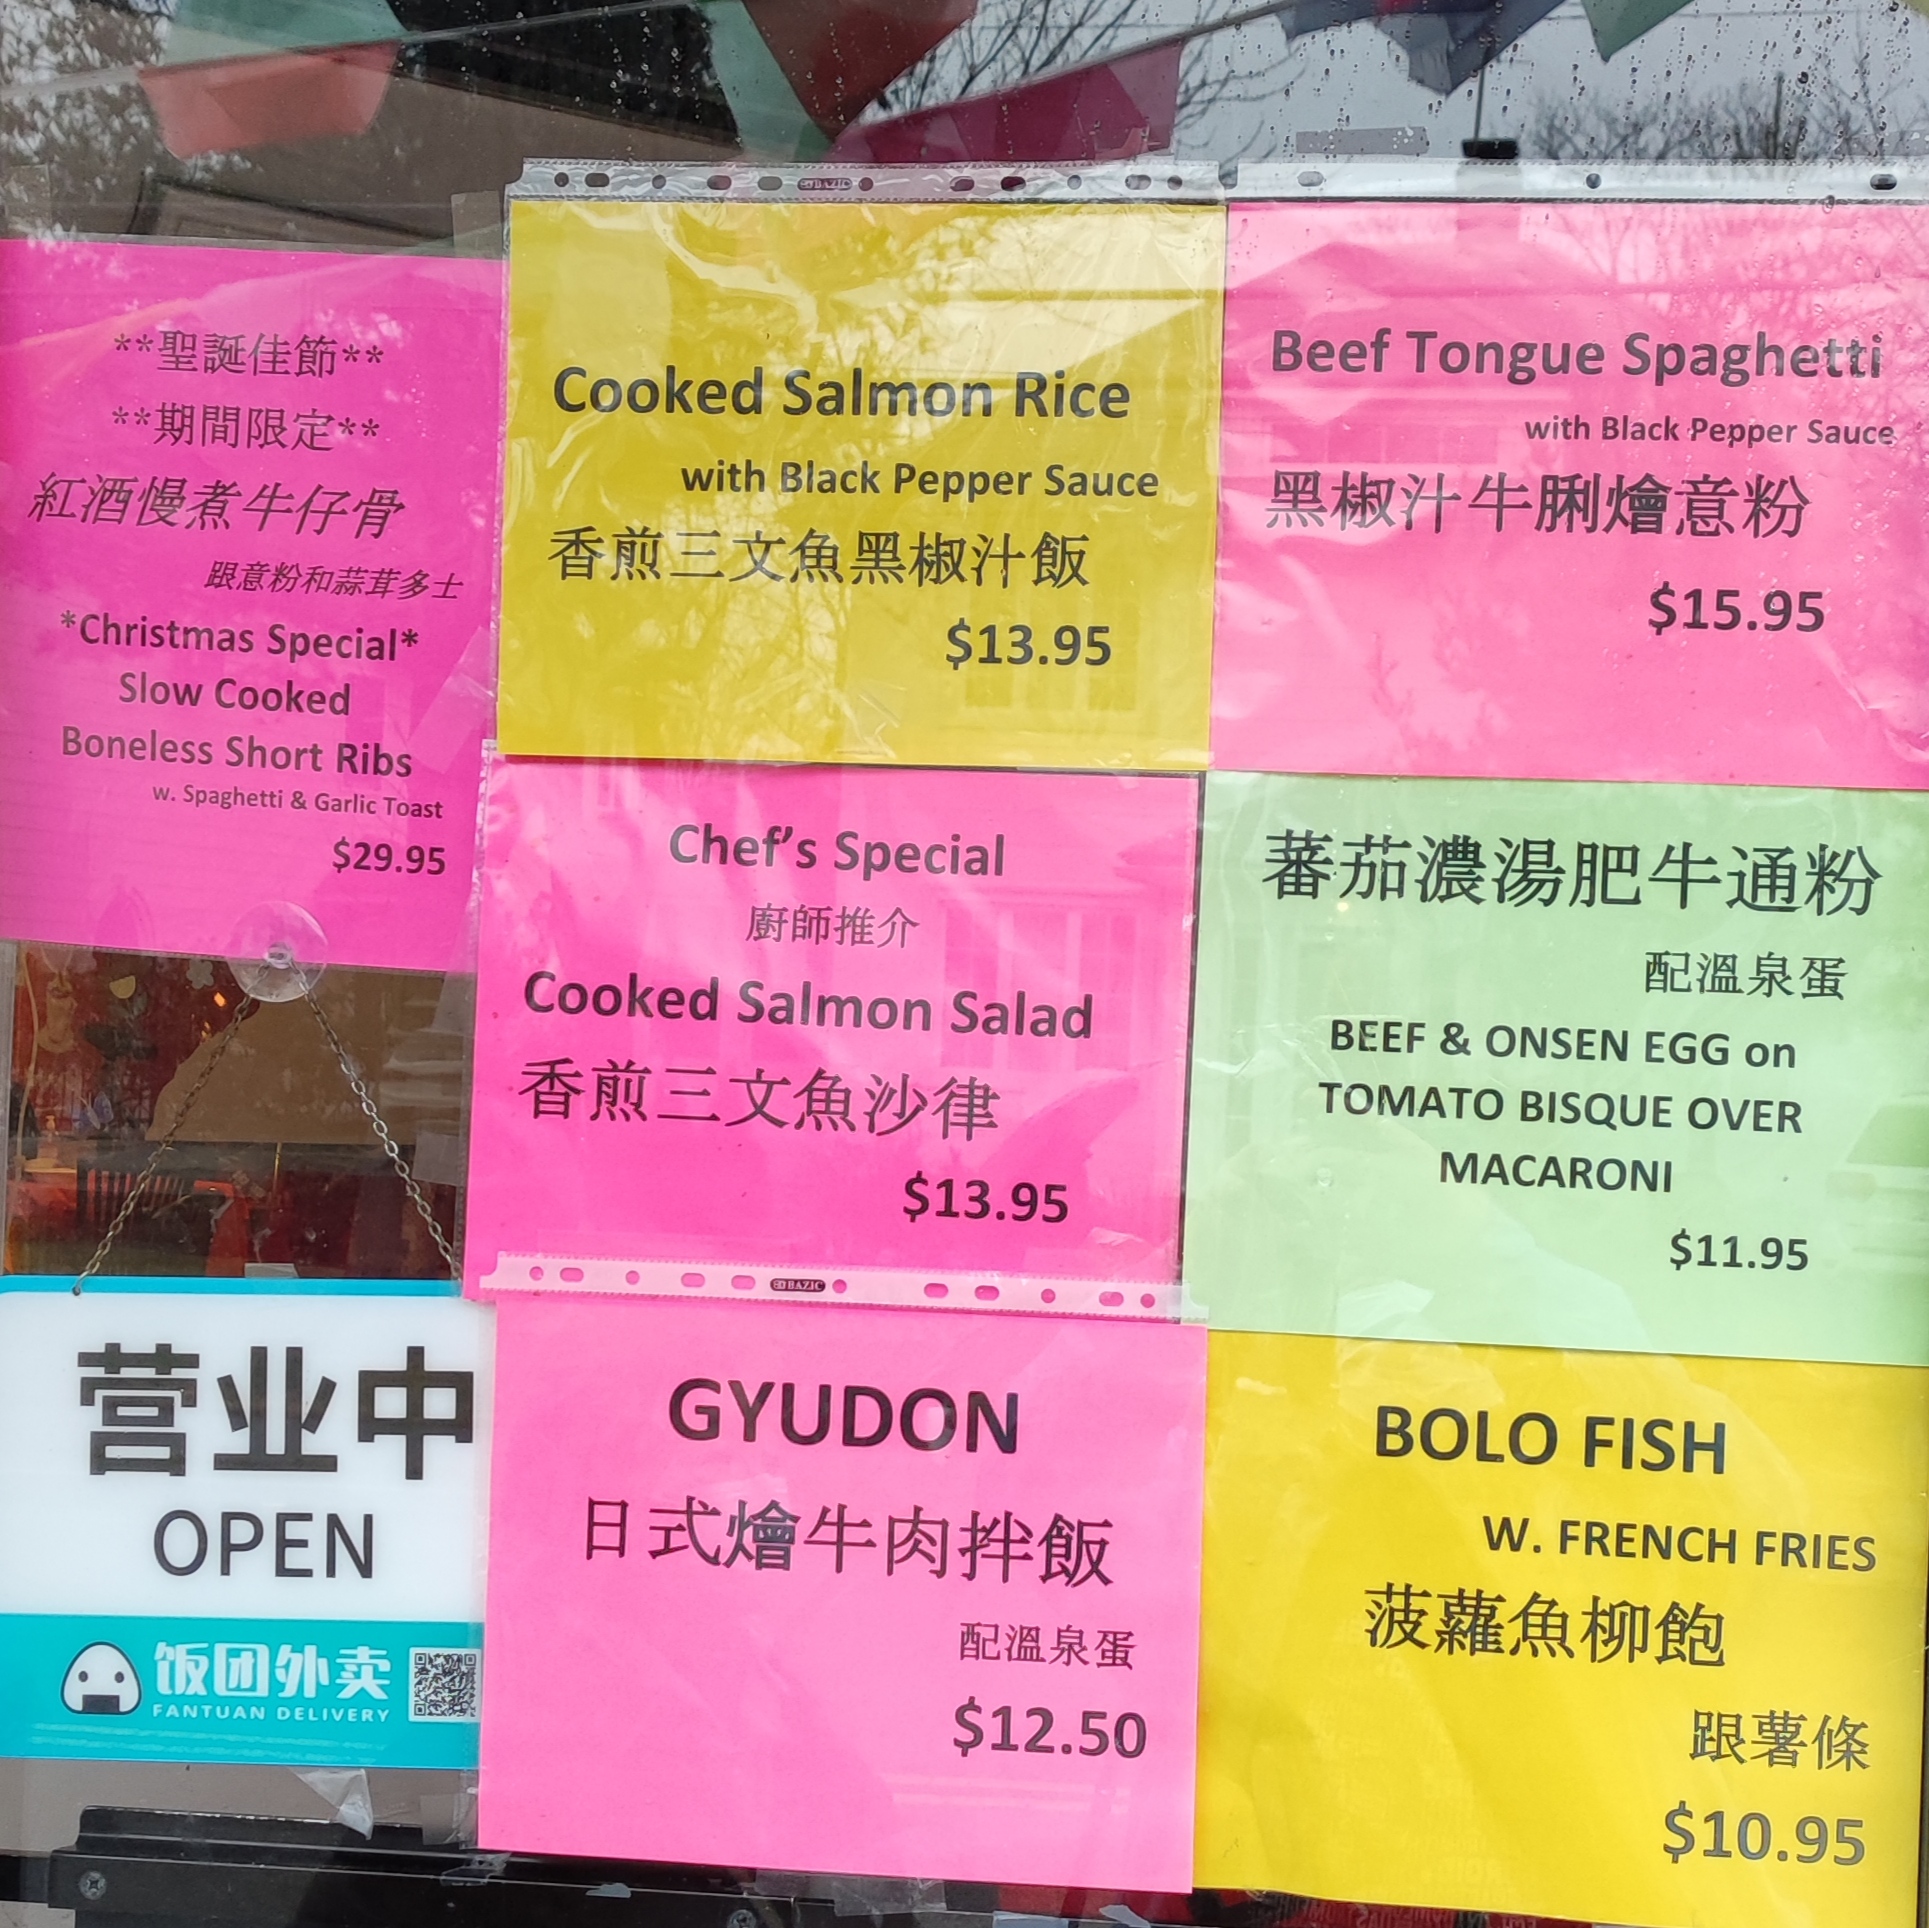 **聖誕佳節**
**期間限定**
紅酒慢煮牛仔骨
跟意粉和蒜茸多士
*Christmas Special*
Slow Cooked
Boneless Short Ribs
w. Spaghetti & Garlic Toast
$29.95
Cooked Salmon Rice
with Black Pepper Sauce
香煎三文魚黑椒汁飯
$13.95
Beef Tongue Spaghetti
with Black Pepper Sauce
黑椒汁牛脷燴意粉
$15.95
Chef's Special
廚師推介
Cooked Salmon Salad
香煎三文魚沙律
$13.95
BAZIC
蕃茄濃湯肥牛通粉
配溫泉蛋
BEEF & ONSEN EGG on
TOMATO BISQUE OVER
MACARONI
$11.95
营业中
OPEN
饭团外卖
FANTUAN DELIVERY
GYUDON
日式燴牛肉拌飯
配溫泉蛋
$12.50
BOLO FISH
W. FRENCH FRIES
菠蘿魚柳飽
跟薯條
$10.95